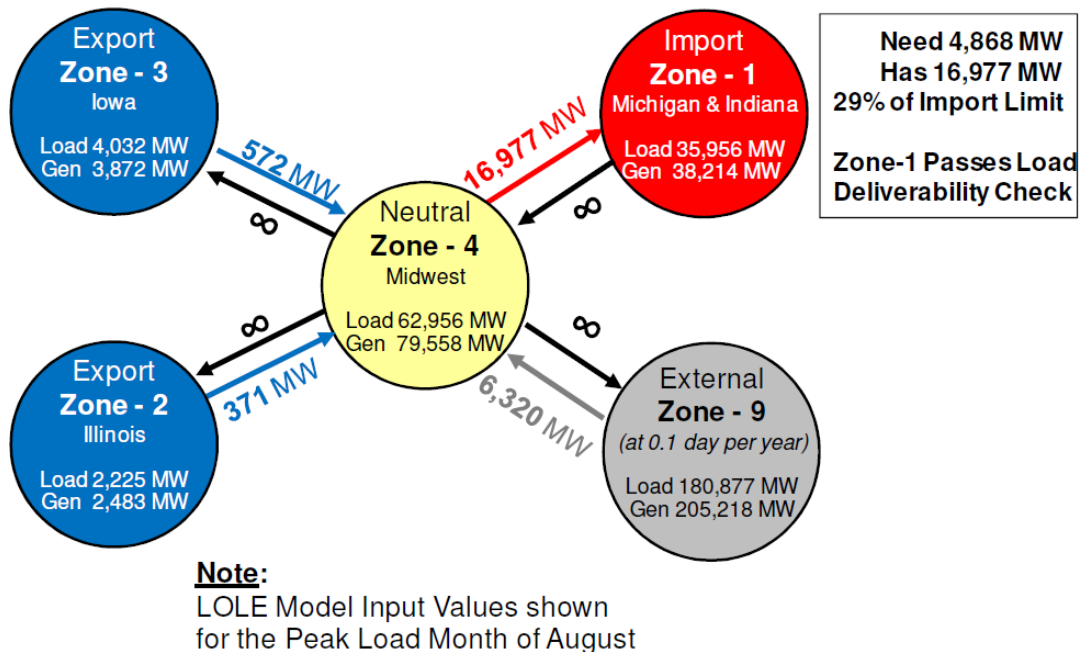 Export
Zone - 3
Iowa
Load 4,032 MW
Gen 3,872 MW
572 MW
∞
Import
Zone - 1
Michigan & Indiana
Load 35,956 MW
Gen 38,214 MW
16,977 MW
∞
Need 4,868 MW
Has 16,977 MW
29% of Import Limit
Zone-1 Passes Load
Deliverability Check
Neutral
Zone - 4
Midwest
Load 62,956 MW
Gen 79,558 MW
∞
371 MW
Export
Zone - 2
Illinois
Load 2,225 MW
Gen 2,483 MW
∞
6,320 MW
External
Zone - 9
(at 0.1 day per year)
Load 180,877 MW
Gen 205,218 MW
Note:
LOLE Model Input Values shown
for the Peak Load Month of August